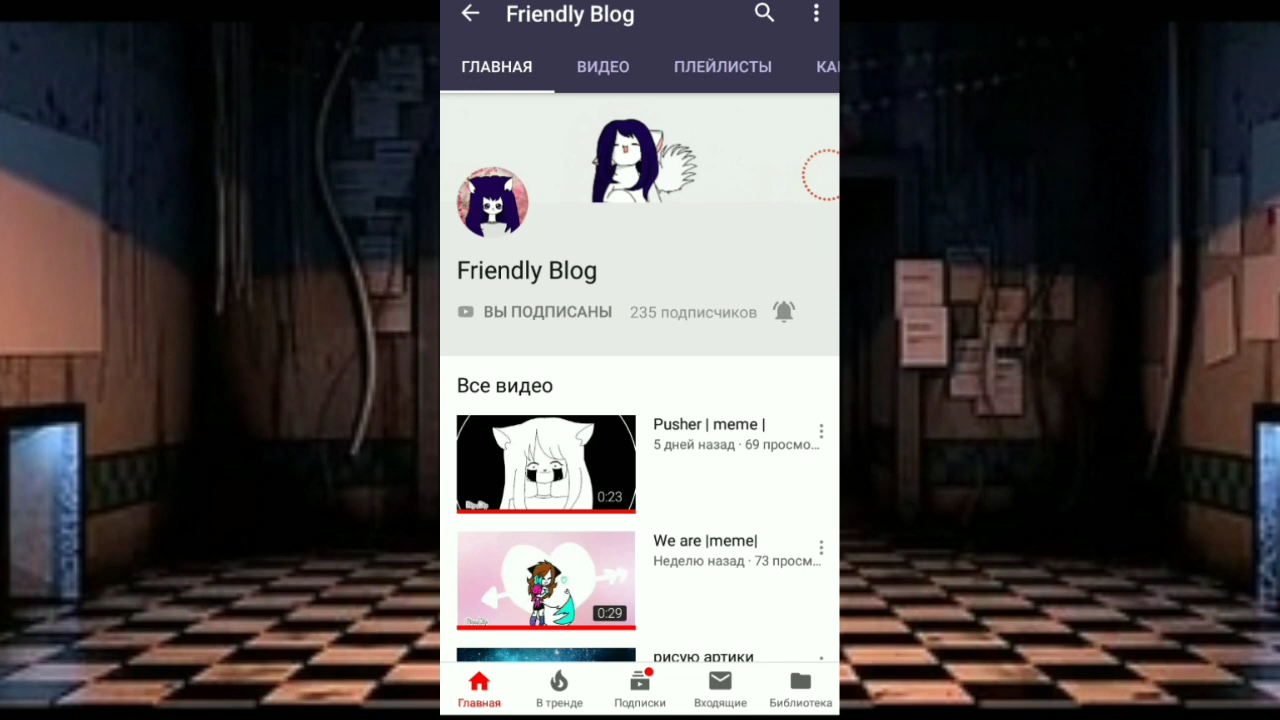 Friendly Blog
ГЛАВНАЯ ВИДЕО ПЛЕЙЛИСТЫ КА
Friendly Blog
ВЫ ПОДПИСАНЫ 235 подписчиков
Все видео
Pusher | meme |
5 дней назад · 69 просмо...
0:23
We are |meme|
Неделю назад · 73 просм...
0:29
рисую артики
Главная В тренде Подписки Входящие Библиотека